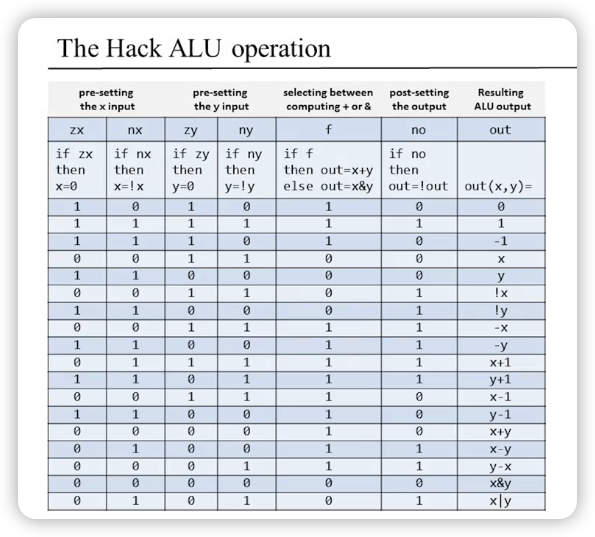 The Hack ALU operation
pre-setting the x input | pre-setting the y input | selecting between computing + or & | post-setting the output | Resulting ALU output
zx | nx | zy | ny | f | no | out
if zx then x=0 | if nx then x=!x | if zy then y=0 | if ny then y=!y | if f then out=x+y else out=x&y | if no then out=!out | out(x,y)=
1 | 0 | 1 | 0 | 1 | 0 | 0
1 | 1 | 1 | 1 | 1 | 1 | 1
1 | 1 | 1 | 0 | 1 | 0 | -1
0 | 0 | 1 | 1 | 0 | 0 | x
1 | 1 | 0 | 0 | 0 | 0 | y
0 | 0 | 1 | 1 | 0 | 1 | !x
1 | 1 | 0 | 0 | 0 | 1 | !y
0 | 0 | 1 | 1 | 1 | 1 | -x
1 | 1 | 0 | 0 | 1 | 1 | -y
0 | 1 | 1 | 1 | 1 | 1 | x+1
1 | 1 | 0 | 1 | 1 | 1 | y+1
0 | 0 | 1 | 1 | 1 | 0 | x-1
1 | 1 | 0 | 0 | 1 | 0 | y-1
0 | 0 | 0 | 0 | 1 | 0 | x+y
0 | 1 | 0 | 0 | 1 | 1 | x-y
0 | 0 | 0 | 1 | 1 | 1 | y-x
0 | 0 | 0 | 0 | 0 | 0 | x&y
0 | 1 | 0 | 1 | 0 | 1 | x|y